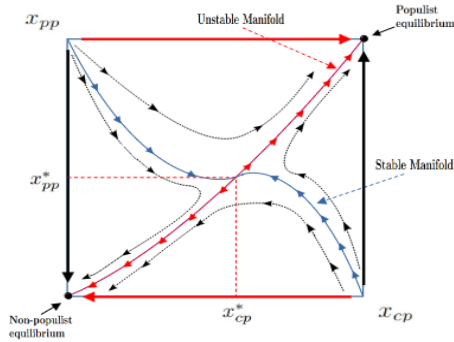 x_pp
Unstable Manifold
Populist
equilibrium
x*_pp
Stable Manifold
Non-populist
equilibrium
x*_cp
x_cp